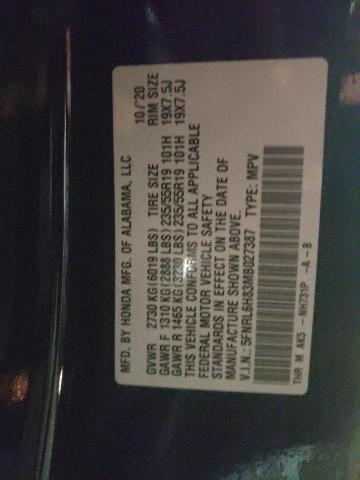 MFD. BY HONDA MFG. OF ALABAMA, LLC 10/'20
GVWR 2730 KG(6019 LBS) TIRE SIZE RIM SIZE
GAWR F 1310 KG(2888 LBS) 235/55R19 101H 19X7.5J
GAWR R 1465 KG(3230 LBS) 235/55R19 101H 19X7.5J
THIS VEHICLE CONFORMS TO ALL APPLICABLE
FEDERAL MOTOR VEHICLE SAFETY
STANDARDS IN EFFECT ON THE DATE OF
MANUFACTURE SHOWN ABOVE.
V.I.N.: 5FNRL6H83MB027387 TYPE: MPV
THR M AK5 -NH731P -A-B